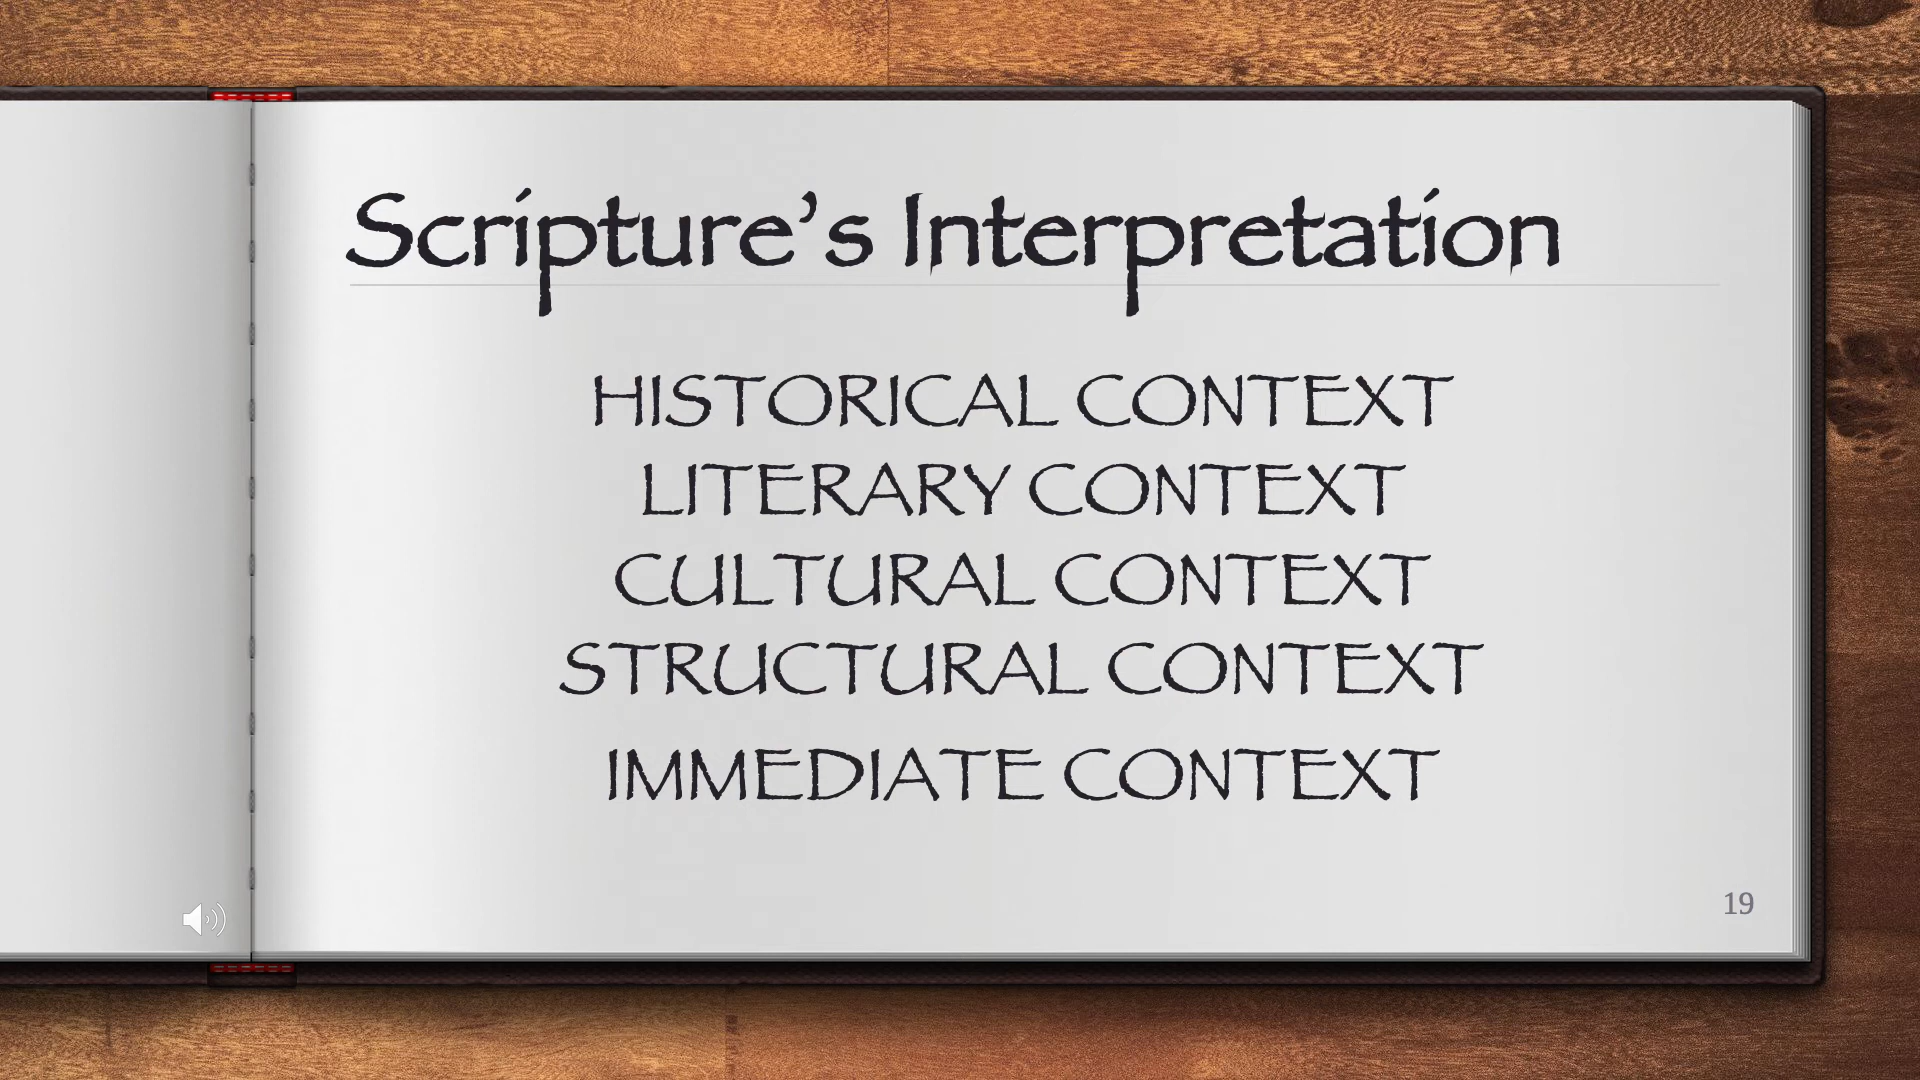 Scripture’s Interpretation
HISTORICAL CONTEXT
LITERARY CONTEXT
CULTURAL CONTEXT
STRUCTURAL CONTEXT
IMMEDIATE CONTEXT
19